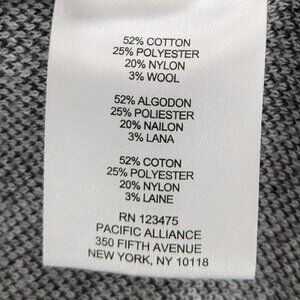 52% COTTON
25% POLYESTER
20% NYLON
3% WOOL
52% ALGODON
25% POLIESTER
20% NAILON
3% LANA
52% COTON
25% POLYESTER
20% NYLON
3% LAINE
RN 123475
PACIFIC ALLIANCE
350 FIFTH AVENUE
NEW YORK, NY 10118